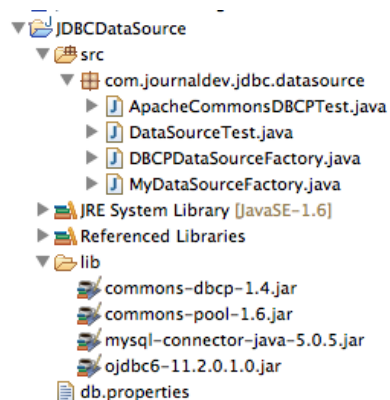 JDBCDataSource
src
com.journaldev.jdbc.datasource
ApacheCommonsDBCPTest.java
DataSourceTest.java
DBCPDataSourceFactory.java
MyDataSourceFactory.java
JRE System Library [JavaSE-1.6]
Referenced Libraries
lib
commons-dbcp-1.4.jar
commons-pool-1.6.jar
mysql-connector-java-5.0.5.jar
ojdbc6-11.2.0.1.0.jar
db.properties